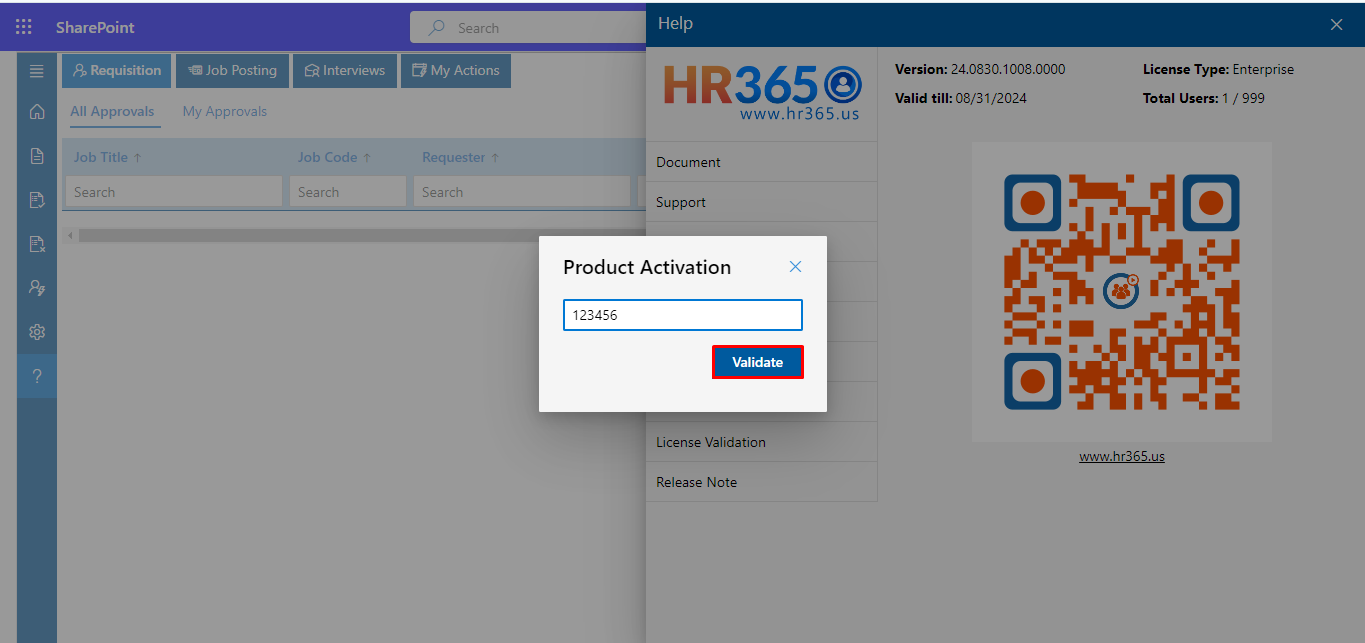 SharePoint
Search
Help
Requisition
Job Posting
Interviews
My Actions
All Approvals
My Approvals
Job Title ↑
Job Code ↑
Requester ↑
Search
Search
Search
HR365
www.hr365.us
Version: 24.0830.1008.0000
License Type: Enterprise
Valid till: 08/31/2024
Total Users: 1 / 999
Document
Support
Product Activation
123456
Validate
License Validation
Release Note
www.hr365.us